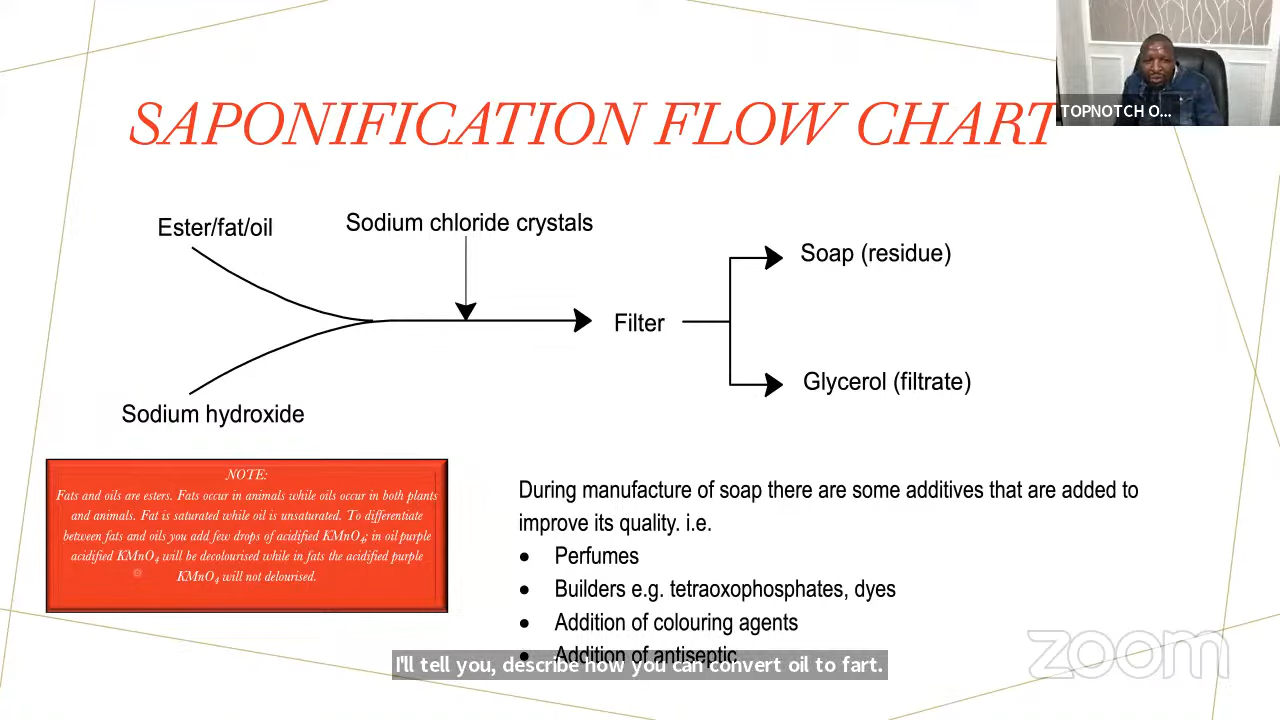 TOPNOTCH O...
SAPONIFICATION FLOW CHART
Ester/fat/oil
Sodium chloride crystals
Soap (residue)
Filter
Glycerol (filtrate)
Sodium hydroxide
NOTE:
Fats and oils are esters. Fats occur in animals while oils occur in both plants
and animals. Fat is saturated while oil is unsaturated. To differentiate
between fats and oils you add few drops of acidified KMnO₄; in oil purple
acidified KMnO₄ will be decolourised while in fats the acidified purple
KMnO₄ will not delourised.
During manufacture of soap there are some additives that are added to
improve its quality. i.e.
• Perfumes
• Builders e.g. tetraoxophosphates, dyes
• Addition of colouring agents
• Addition of antiseptic
I'll tell you, describe how you can convert oil to fart.
zoom